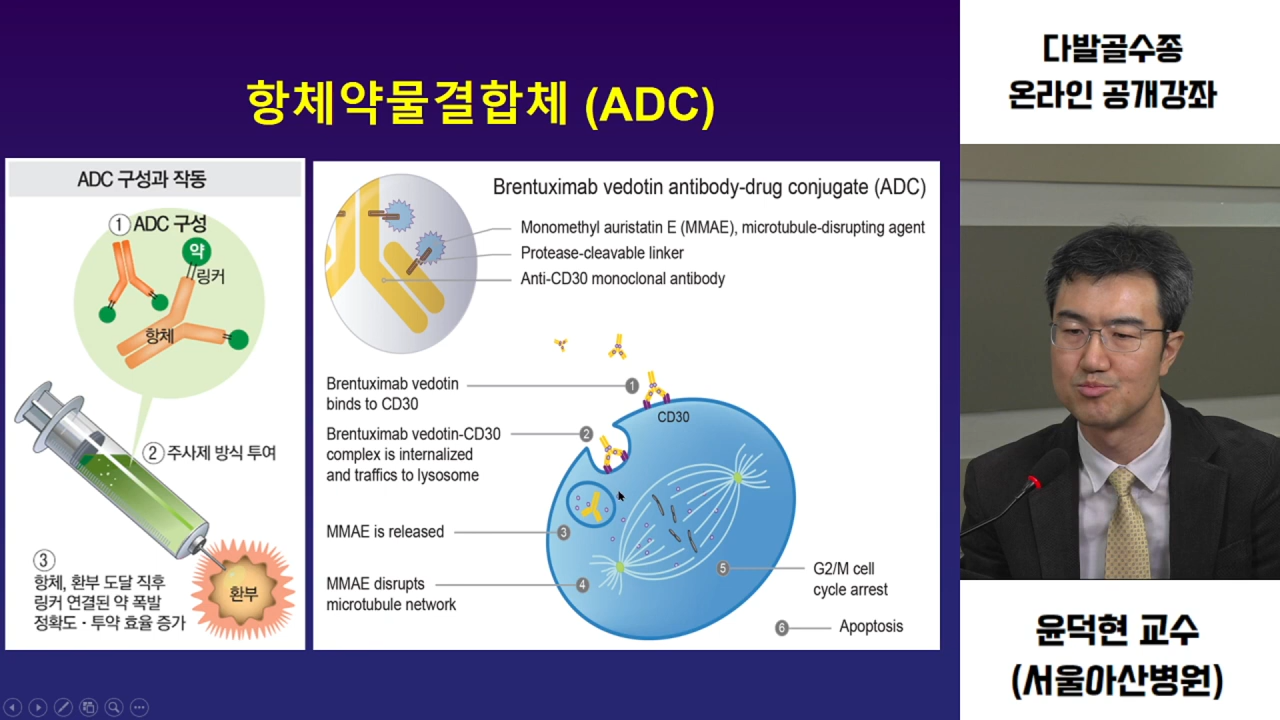 항체약물결합체 (ADC)
ADC 구성과 작동
① ADC 구성
약
링커
항체
② 주사제 방식 투여
③
항체, 환부 도달 직후
링커 연결된 약 폭발
정확도·투약 효율 증가
환부
Brentuximab vedotin antibody-drug conjugate (ADC)
Monomethyl auristatin E (MMAE), microtubule-disrupting agent
Protease-cleavable linker
Anti-CD30 monoclonal antibody
Brentuximab vedotin
binds to CD30
1
CD30
Brentuximab vedotin-CD30
complex is internalized
and traffics to lysosome
2
MMAE is released
3
MMAE disrupts
microtubule network
4
5
G2/M cell
cycle arrest
6
Apoptosis
다발골수종
온라인 공개강좌
윤덕현 교수
(서울아산병원)